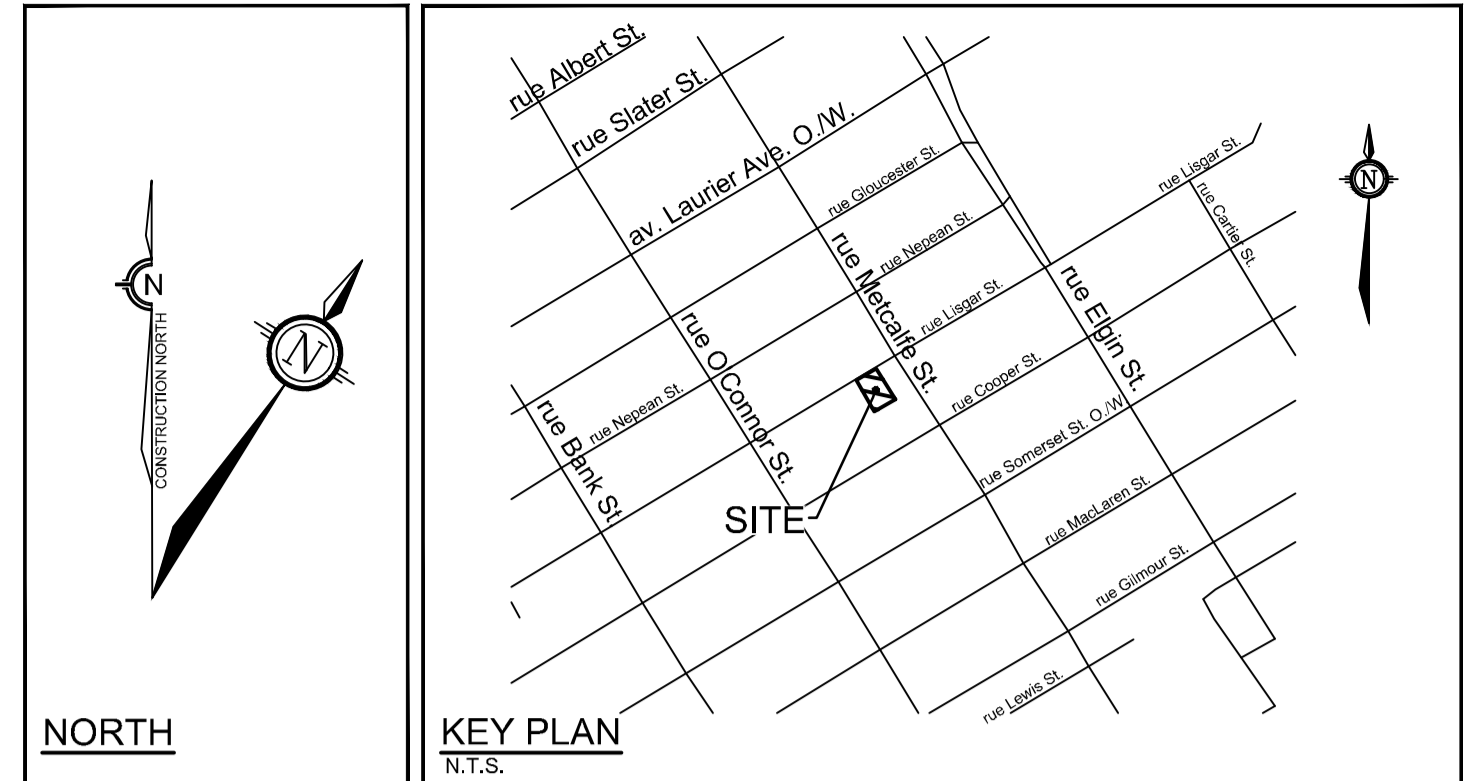 N
CONSTRUCTION NORTH
N
NORTH
rue Albert St.
rue Slater St.
av. Laurier Ave. O./W.
rue Gloucester St.
rue Nepean St.
rue Lisgar St.
rue Lisgar St.
rue Cartier St.
N
rue Metcalfe St.
rue Elgin St.
rue O'Connor St.
rue Cooper St.
rue Nepean St.
rue Bank St
rue Somerset St. O./W
SITE
rue MacLaren St.
rue Gilmour St.
rue Lewis St.
KEY PLAN
N.T.S.